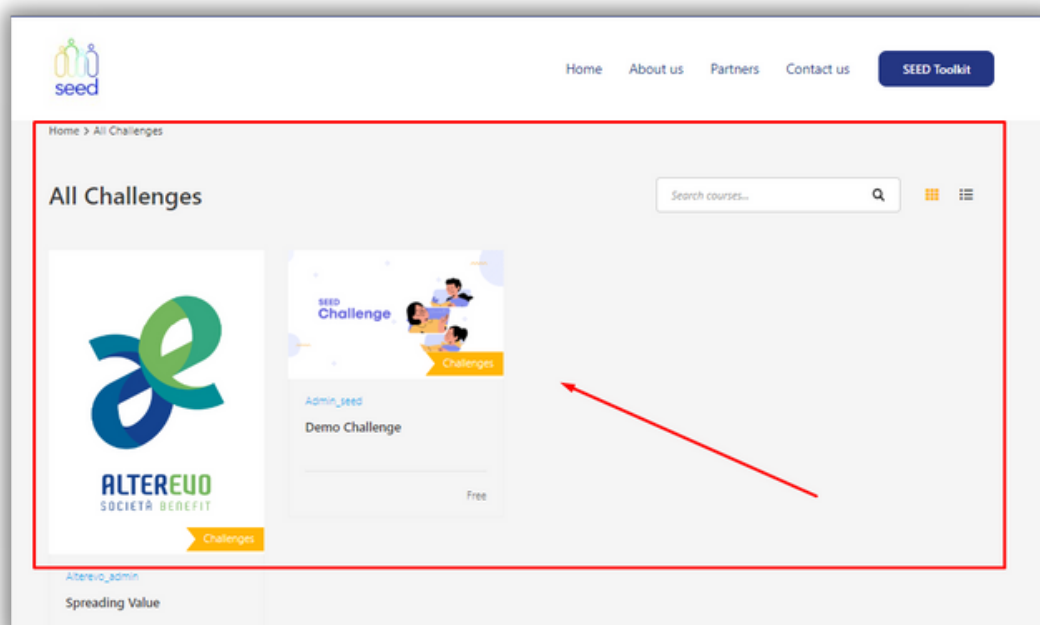 seed
Home About us Partners Contact us SEED Toolkit
Home > All Challenges
All Challenges
Search courses...
ALTEREVO
SOCIETÀ BENEFIT
Challenges
Alterevo_admin
Spreading Value
SEED
Challenge
Challenges
Admin_seed
Demo Challenge
Free